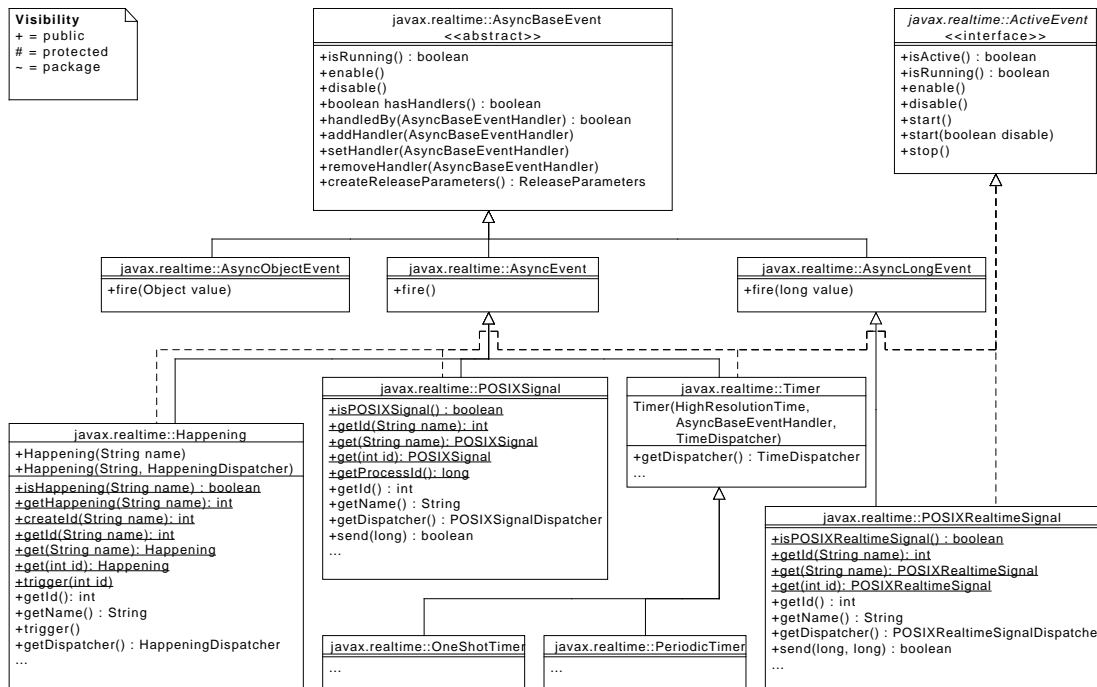 Visibility
+ = public
# = protected
~ = package
javax.realtime::AsyncBaseEvent
<<abstract>>
+isRunning() : boolean
+enable()
+disable()
+boolean hasHandlers() : boolean
+handledBy(AsyncBaseEventHandler) : boolean
+addHandler(AsyncBaseEventHandler)
+setHandler(AsyncBaseEventHandler)
+removeHandler(AsyncBaseEventHandler)
+createReleaseParameters() : ReleaseParameters
javax.realtime::ActiveEvent
<<interface>>
+isActive() : boolean
+isRunning() : boolean
+enable()
+disable()
+start()
+start(boolean disable)
+stop()
javax.realtime::AsyncObjectEvent
+fire(Object value)
javax.realtime::AsyncEvent
+fire()
javax.realtime::AsyncLongEvent
+fire(long value)
javax.realtime::Happening
+Happening(String name)
+Happening(String, HappeningDispatcher)
+isHappening(String name) : boolean
+getHappening(String name): int
+createId(String name): int
+getId(String name): int
+get(String name): Happening
+get(int id): Happening
+trigger(int id)
+getId(): int
+getName() : String
+trigger()
+getDispatcher() : HappeningDispatcher
...
javax.realtime::POSIXSignal
+isPOSIXSignal() : boolean
+getId(String name): int
+get(String name): POSIXSignal
+get(int id): POSIXSignal
+getProcessId(): long
+getId() : int
+getName() : String
+getDispatcher() : POSIXSignalDispatcher
+send(long) : boolean
...
javax.realtime::Timer
Timer(HighResolutionTime,
AsyncBaseEventHandler,
TimeDispatcher)
+getDispatcher() : TimeDispatcher
...
javax.realtime::POSIXRealtimeSignal
+isPOSIXRealtimeSignal() : boolean
+getId(String name): int
+get(String name): POSIXRealtimeSignal
+get(int id): POSIXRealtimeSignal
+getId() : int
+getName() : String
+getDispatcher() : POSIXRealtimeSignalDispatcher
+send(long, long) : boolean
...
javax.realtime::OneShotTimer
...
javax.realtime::PeriodicTimer
...